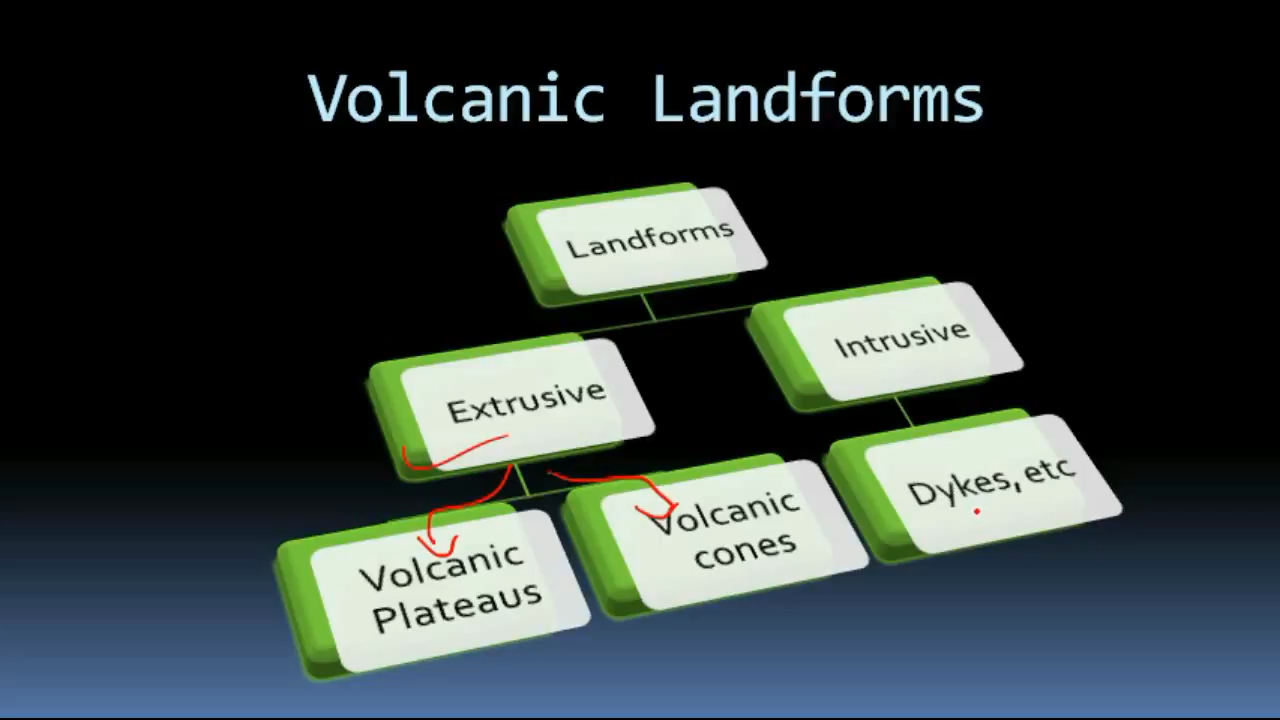 Volcanic Landforms
Landforms
Extrusive
Intrusive
Volcanic
Plateaus
Volcanic
cones
Dykes, etc